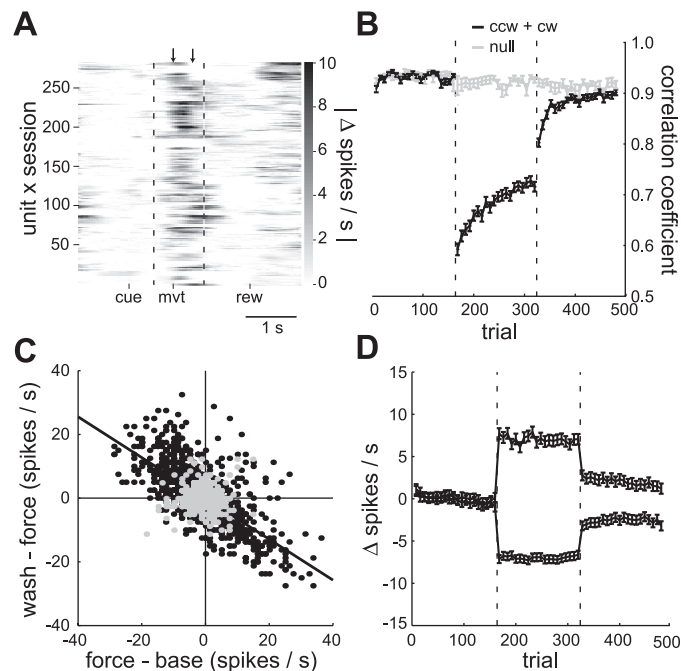 A
unit x session
250
200
150
100
50
cue mvt rew
1 s
10
8
6
4
2
0
| Δ spikes / s |
B
ccw + cw
null
1.0
0.9
0.8
0.7
0.6
0.5
correlation coefficient
0 100 200 300 400 500
trial
C
wash - force (spikes / s)
40
20
0
-20
-40
-40 -20 0 20 40
force - base (spikes / s)
D
Δ spikes / s
15
10
5
0
-5
-10
-15
0 100 200 300 400 500
trial